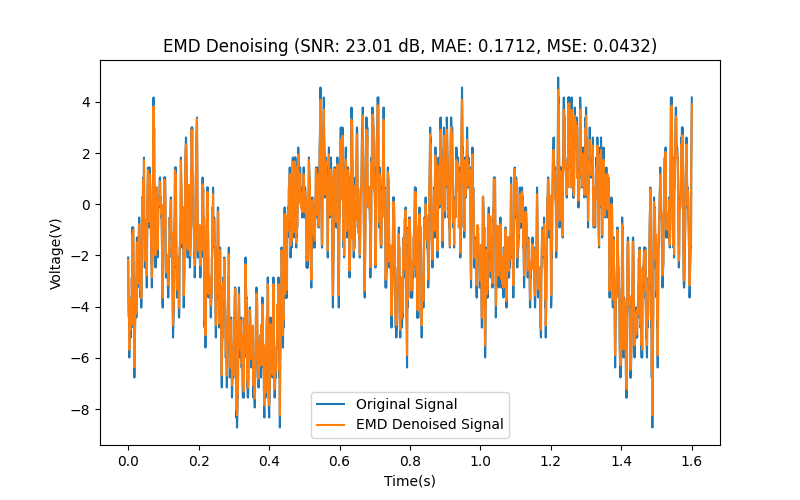 EMD Denoising (SNR: 23.01 dB, MAE: 0.1712, MSE: 0.0432)
Voltage(V)
4
2
0
−2
−4
−6
−8
Original Signal
EMD Denoised Signal
0.0 0.2 0.4 0.6 0.8 1.0 1.2 1.4 1.6
Time(s)